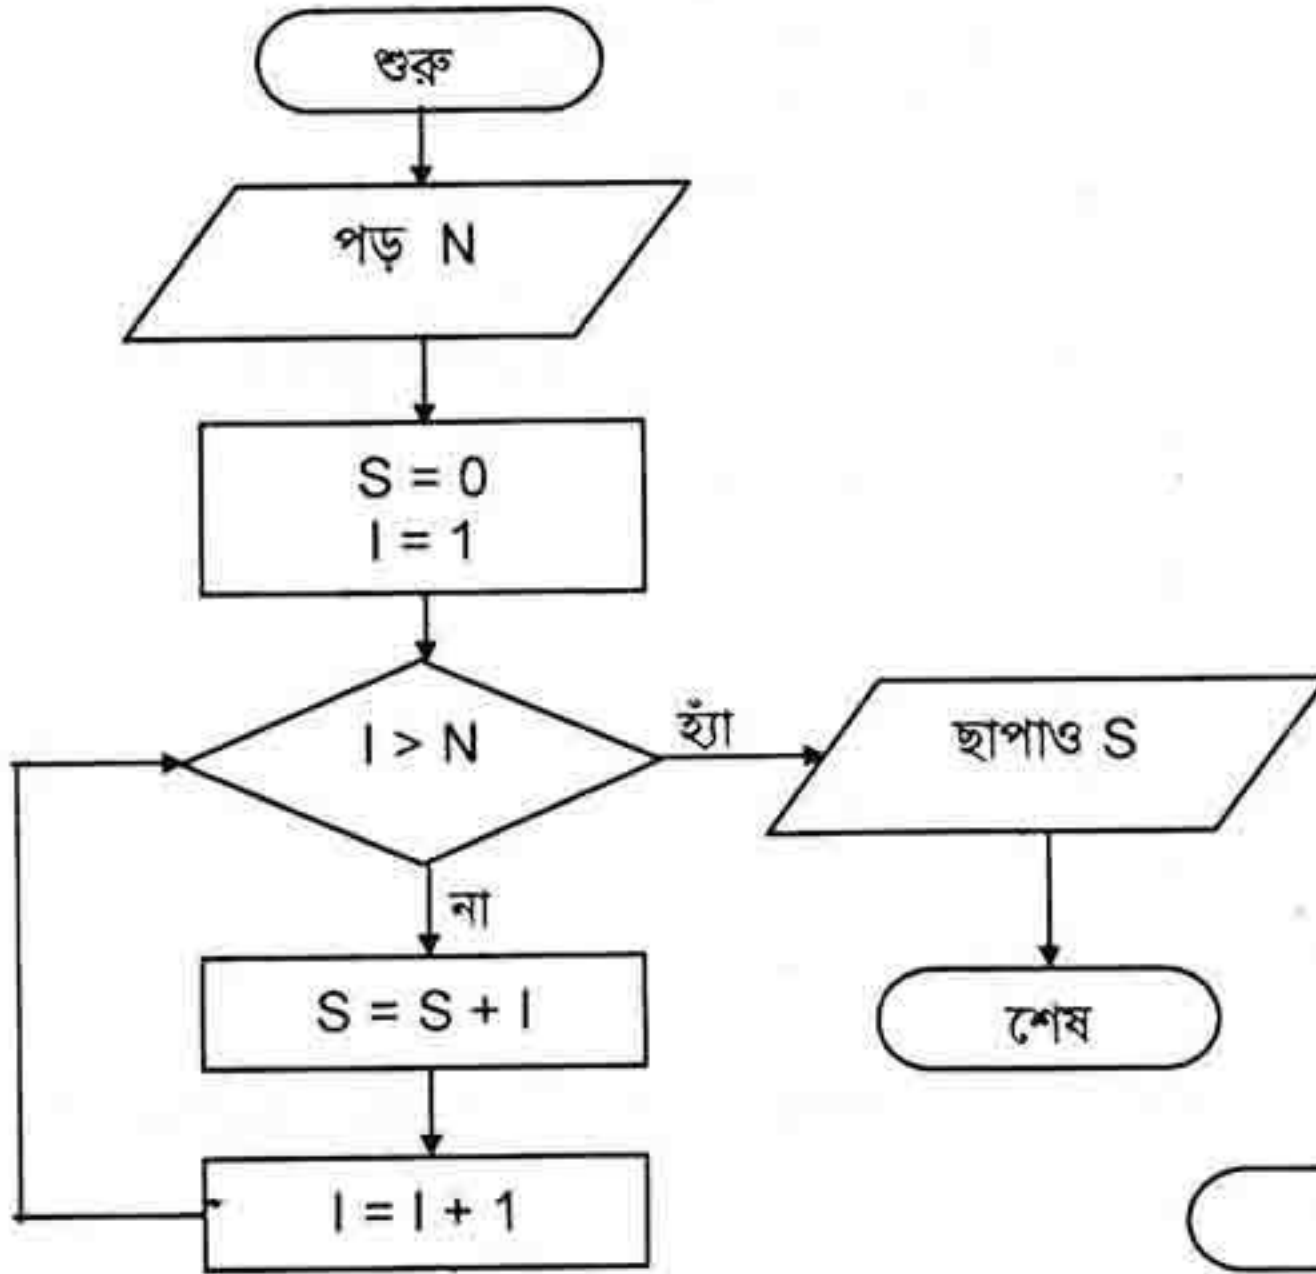 শুরু
পড় N
S = 0
I = 1
I > N
হ্যাঁ
ছাপাও S
না
S = S + I
শেষ
I = I + 1